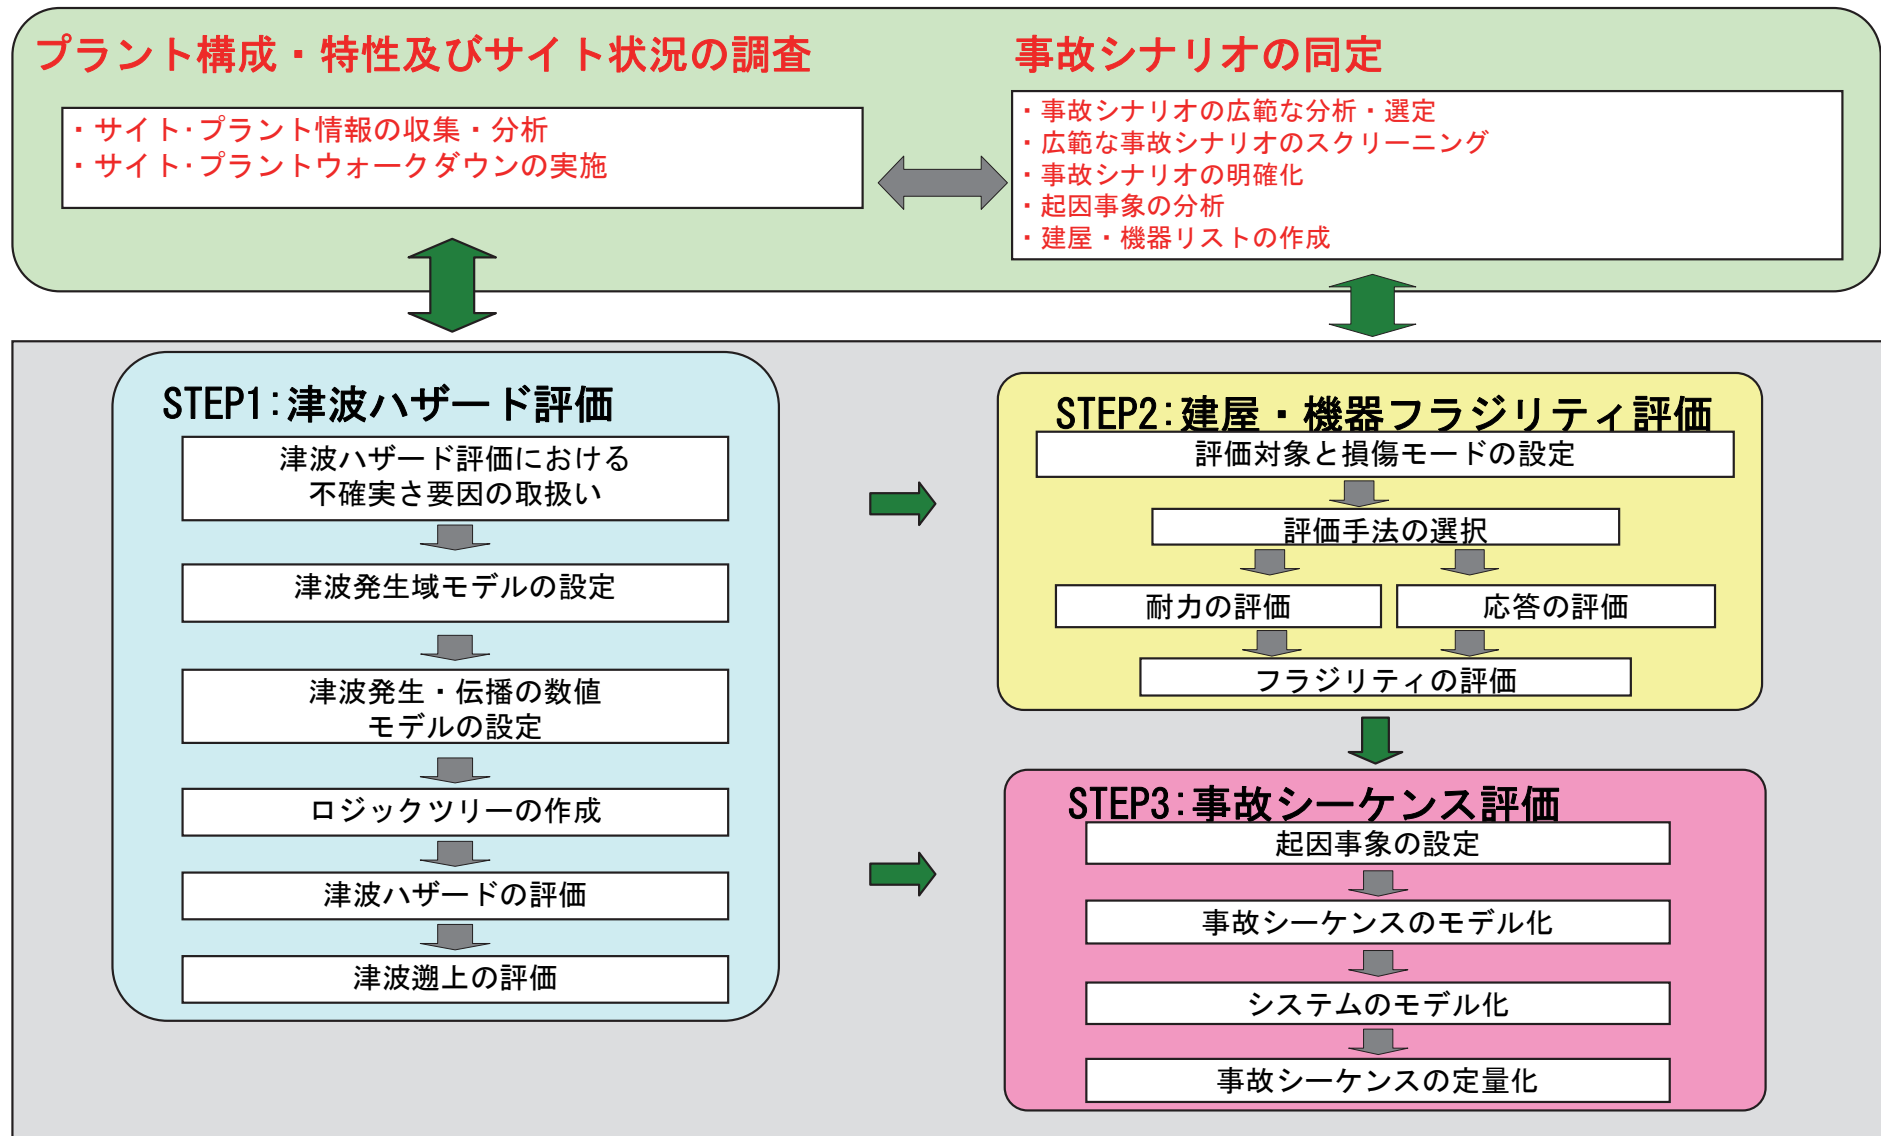 プラント構成・特性及びサイト状況の調査
・サイト･プラント情報の収集・分析
・サイト･プラントウォークダウンの実施
事故シナリオの同定
・事故シナリオの広範な分析・選定
・広範な事故シナリオのスクリーニング
・事故シナリオの明確化
・起因事象の分析
・建屋・機器リストの作成
STEP1:津波ハザード評価
津波ハザード評価における
不確実さ要因の取扱い
津波発生域モデルの設定
津波発生・伝播の数値
モデルの設定
ロジックツリーの作成
津波ハザードの評価
津波遡上の評価
STEP2:建屋・機器フラジリティ評価
評価対象と損傷モードの設定
評価手法の選択
耐力の評価
応答の評価
フラジリティの評価
STEP3:事故シーケンス評価
起因事象の設定
事故シーケンスのモデル化
システムのモデル化
事故シーケンスの定量化